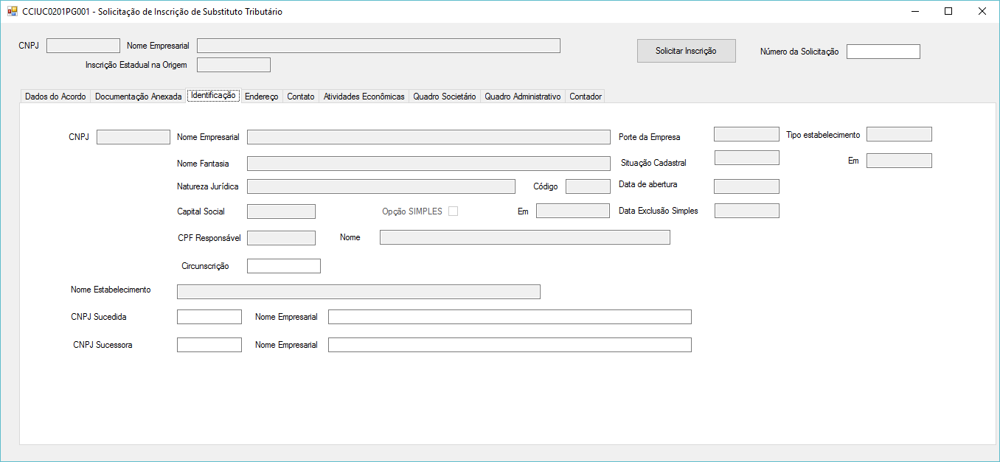 CCIUC0201PG001 - Solicitação de Inscrição de Substituto Tributário
CNPJ Nome Empresarial Solicitar Inscrição Número da Solicitação
Inscrição Estadual na Origem
Dados do Acordo Documentação Anexada Identificação Endereço Contato Atividades Econômicas Quadro Societário Quadro Administrativo Contador
CNPJ Nome Empresarial Porte da Empresa Tipo estabelecimento
Nome Fantasia Situação Cadastral Em
Natureza Jurídica Código Data de abertura
Capital Social Opção SIMPLES Em Data Exclusão Simples
CPF Responsável Nome
Circunscrição
Nome Estabelecimento
CNPJ Sucedida Nome Empresarial
CNPJ Sucessora Nome Empresarial